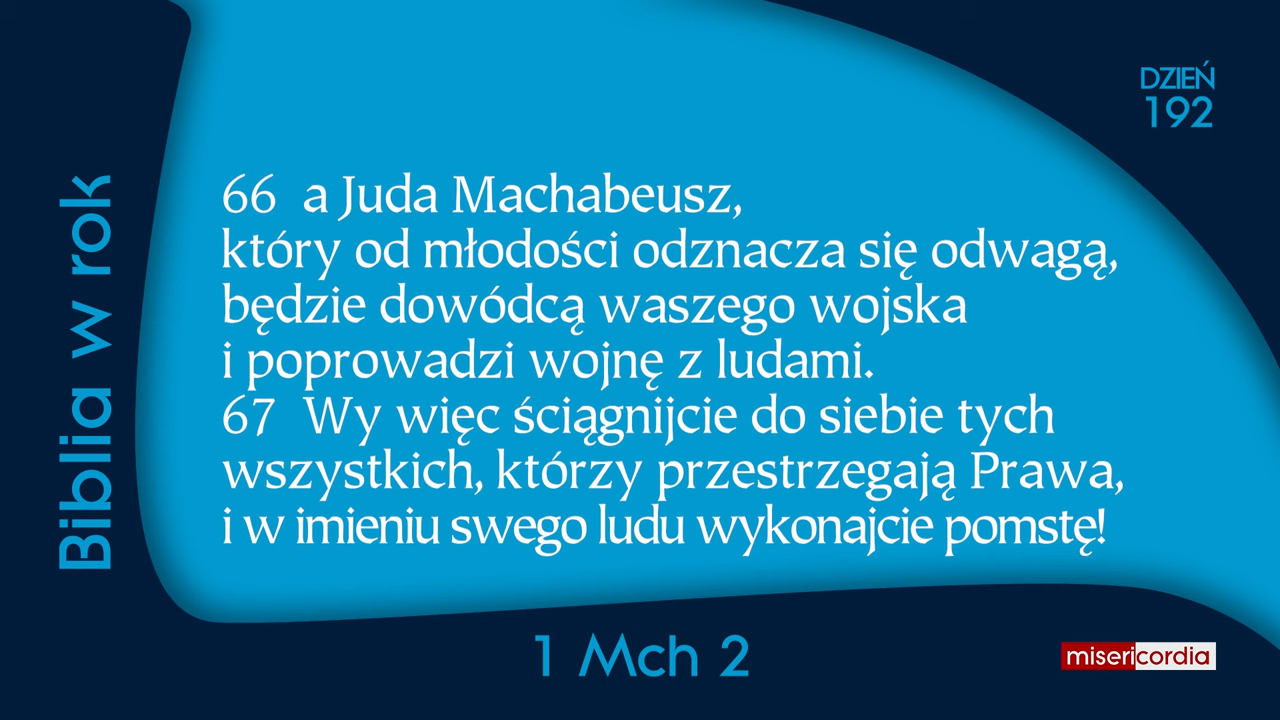 DZIEŃ
192
Biblia w rok
66 a Juda Machabeusz,
który od młodości odznacza się odwagą,
będzie dowódcą waszego wojska
i poprowadzi wojnę z ludami.
67 Wy więc ściągnijcie do siebie tych
wszystkich, którzy przestrzegają Prawa,
i w imieniu swego ludu wykonajcie pomstę!
1 Mch 2
misericordia